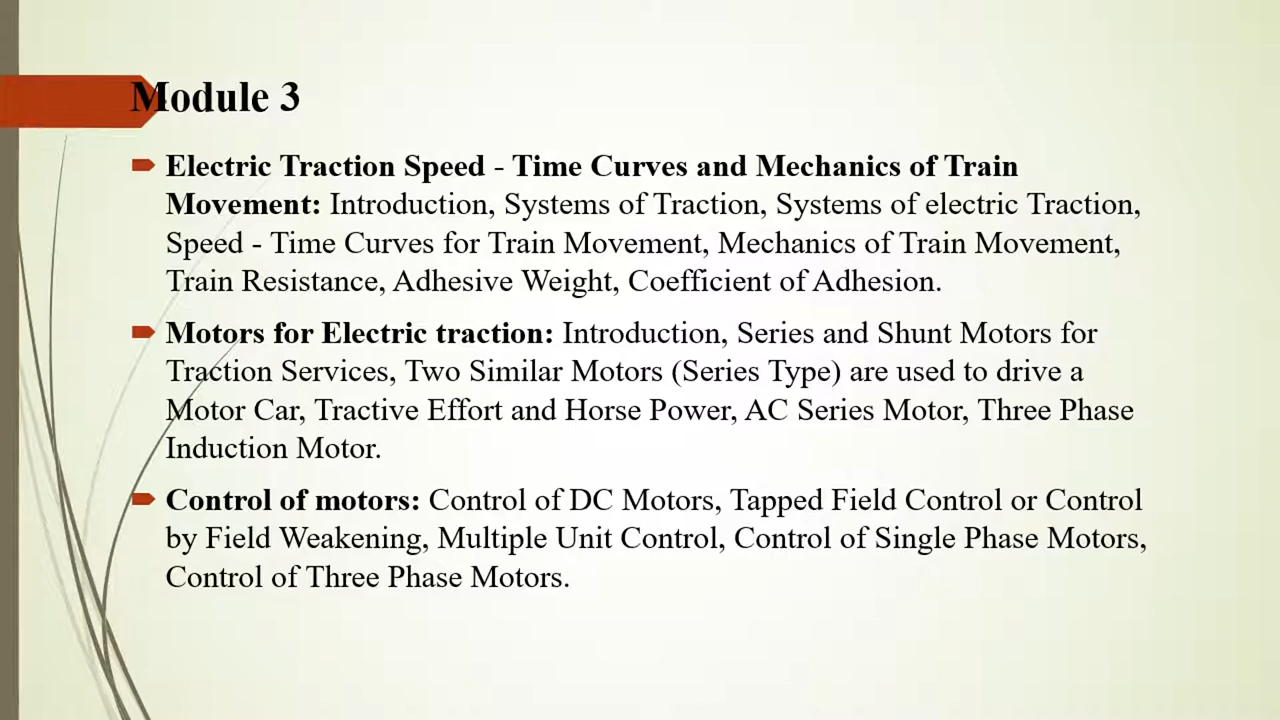 Module 3
Electric Traction Speed - Time Curves and Mechanics of Train
Movement: Introduction, Systems of Traction, Systems of electric Traction,
Speed - Time Curves for Train Movement, Mechanics of Train Movement,
Train Resistance, Adhesive Weight, Coefficient of Adhesion.
Motors for Electric traction: Introduction, Series and Shunt Motors for
Traction Services, Two Similar Motors (Series Type) are used to drive a
Motor Car, Tractive Effort and Horse Power, AC Series Motor, Three Phase
Induction Motor.
Control of motors: Control of DC Motors, Tapped Field Control or Control
by Field Weakening, Multiple Unit Control, Control of Single Phase Motors,
Control of Three Phase Motors.